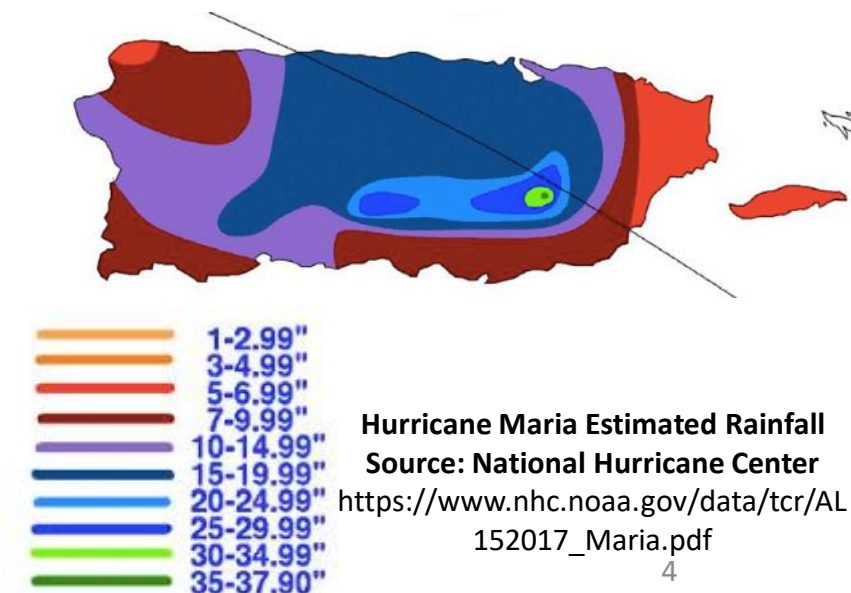 1-2.99"
3-4.99"
5-6.99"
7-9.99"
10-14.99"
15-19.99"
20-24.99"
25-29.99"
30-34.99"
35-37.90"
Hurricane Maria Estimated Rainfall
Source: National Hurricane Center
https://www.nhc.noaa.gov/data/tcr/AL
152017_Maria.pdf
4